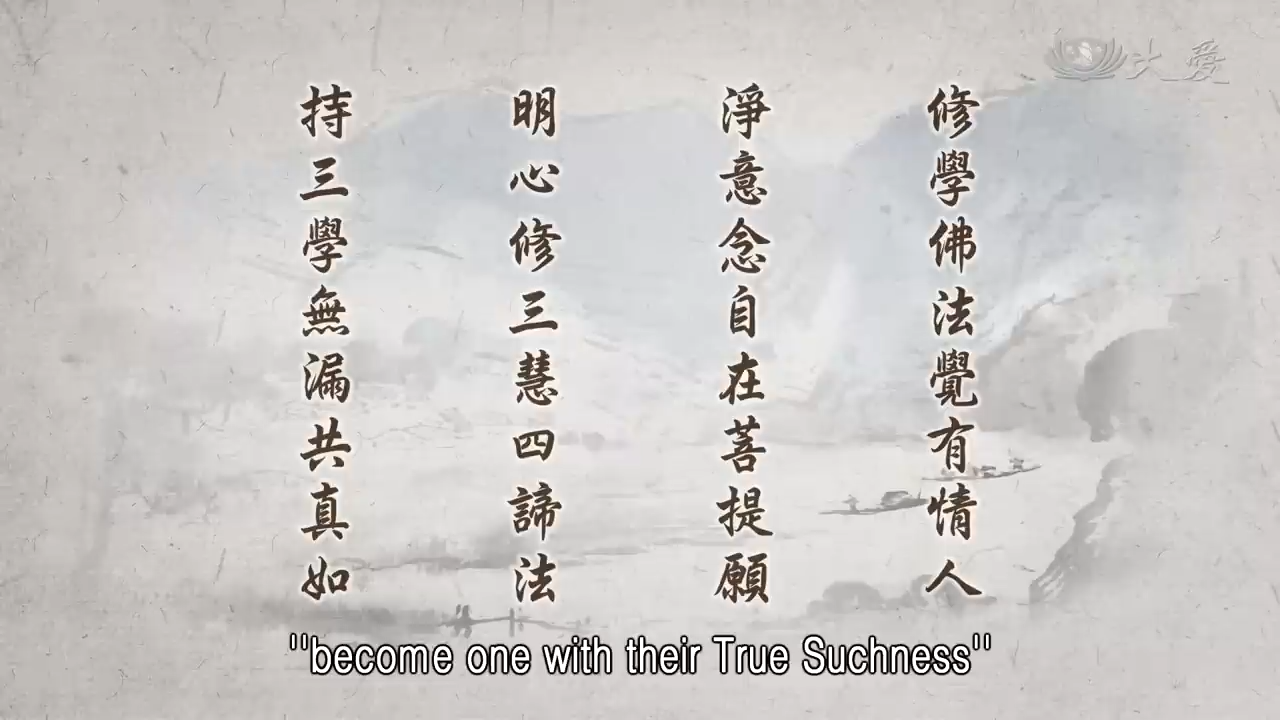 大愛
修學佛法覺有情人
淨意念自在菩提願
明心修三慧四諦法
持三學無漏共真如
"become one with their True Suchness"